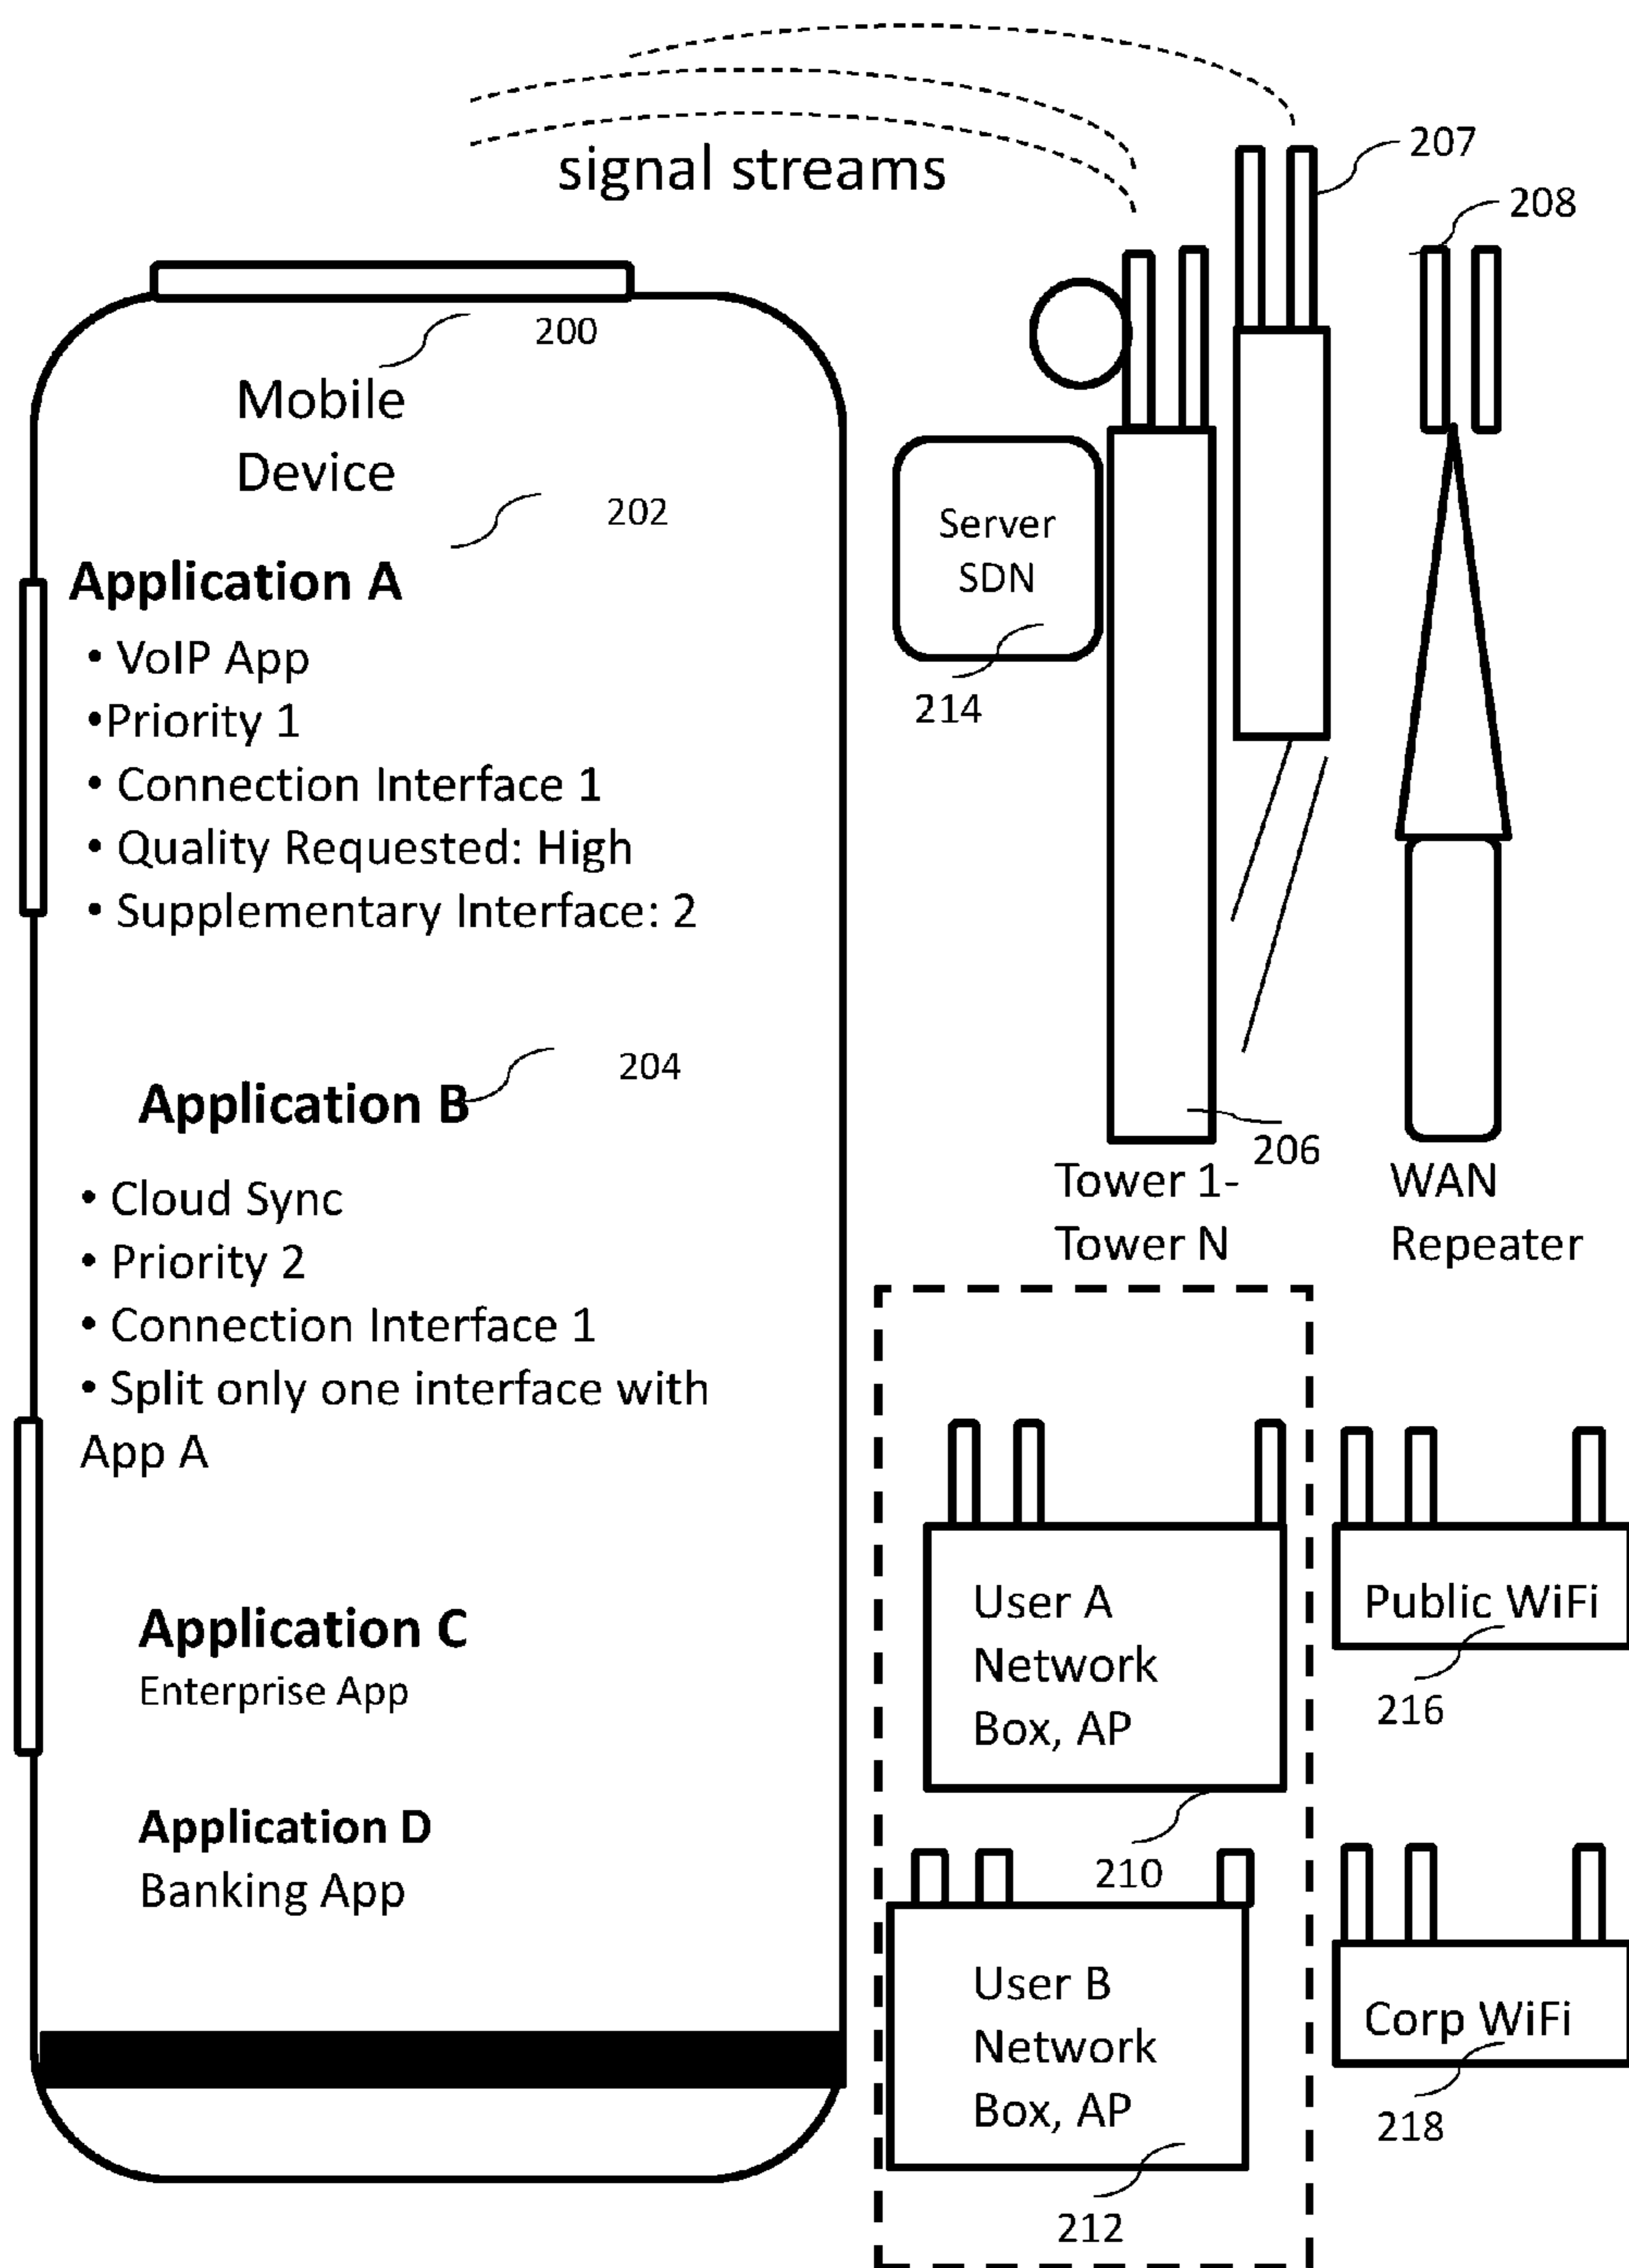 signal streams
207
208
200
Mobile
Device
202
Application A
• VoIP App
•Priority 1
• Connection Interface 1
• Quality Requested: High
• Supplementary Interface: 2
204
Application B
• Cloud Sync
• Priority 2
• Connection Interface 1
• Split only one interface with
App A
Application C
Enterprise App
Application D
Banking App
Server
SDN
214
206
Tower 1-
Tower N
WAN
Repeater
User A
Network
Box, AP
210
Public WiFi
216
User B
Network
Box, AP
212
Corp WiFi
218